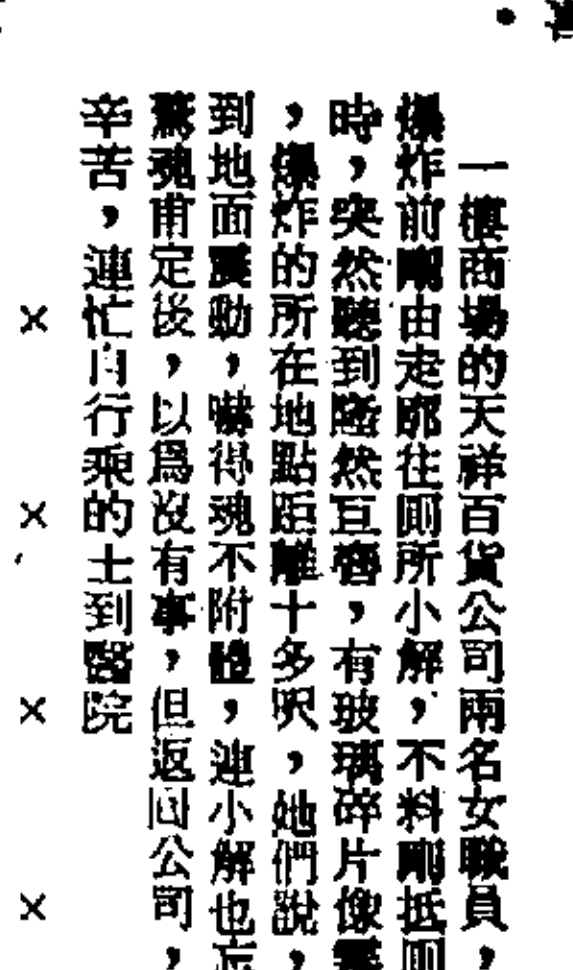 一樓商場的天祥百貨公司兩名女職員，
爆炸前剛由走廊往厠所小解，不料剛抵厠
時，突然聽到隆然巨響，有玻璃碎片像
，爆炸的所在地點距離十多呎，她們說，
到地面震動，嚇得魂不附體，連小解也忘
驚魂甫定後，以爲沒有事，但返回公司，
辛苦，連忙自行乘的士到醫院
× × × ×